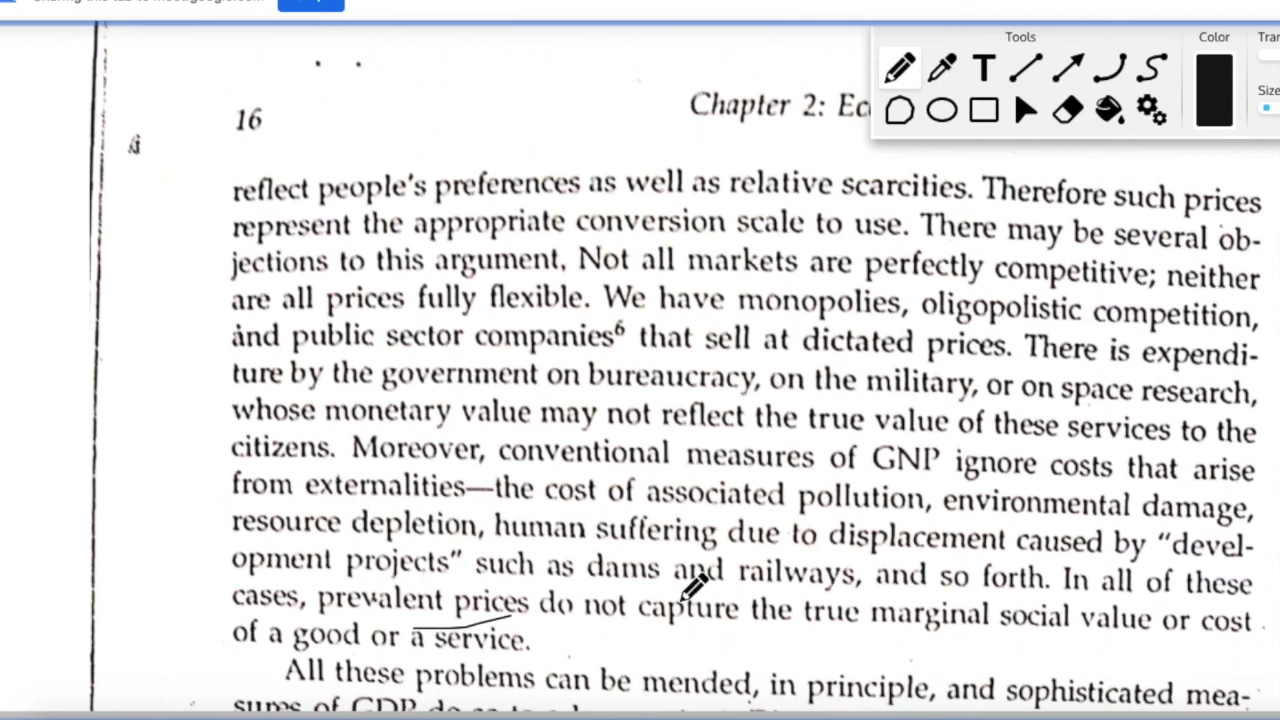 Tools
Color
16
Chapter 2:
reflect people's preferences as well as relative scarcities. Therefore such prices
represent the appropriate conversion scale to use. There may be several ob-
jections to this argument. Not all markets are perfectly competitive; neither
are all prices fully flexible. We have monopolies, oligopolistic competition,
and public sector companies⁶ that sell at dictated prices. There is expendi-
ture by the government on bureaucracy, on the military, or on space research,
whose monetary value may not reflect the true value of these services to the
citizens. Moreover, conventional measures of GNP ignore costs that arise
from externalities—the cost of associated pollution, environmental damage,
resource depletion, human suffering due to displacement caused by “devel-
opment projects” such as dams and railways, and so forth. In all of these
cases, prevalent prices do not capture the true marginal social value or cost
of a good or a service.
All these problems can be mended, in principle, and sophisticated mea-